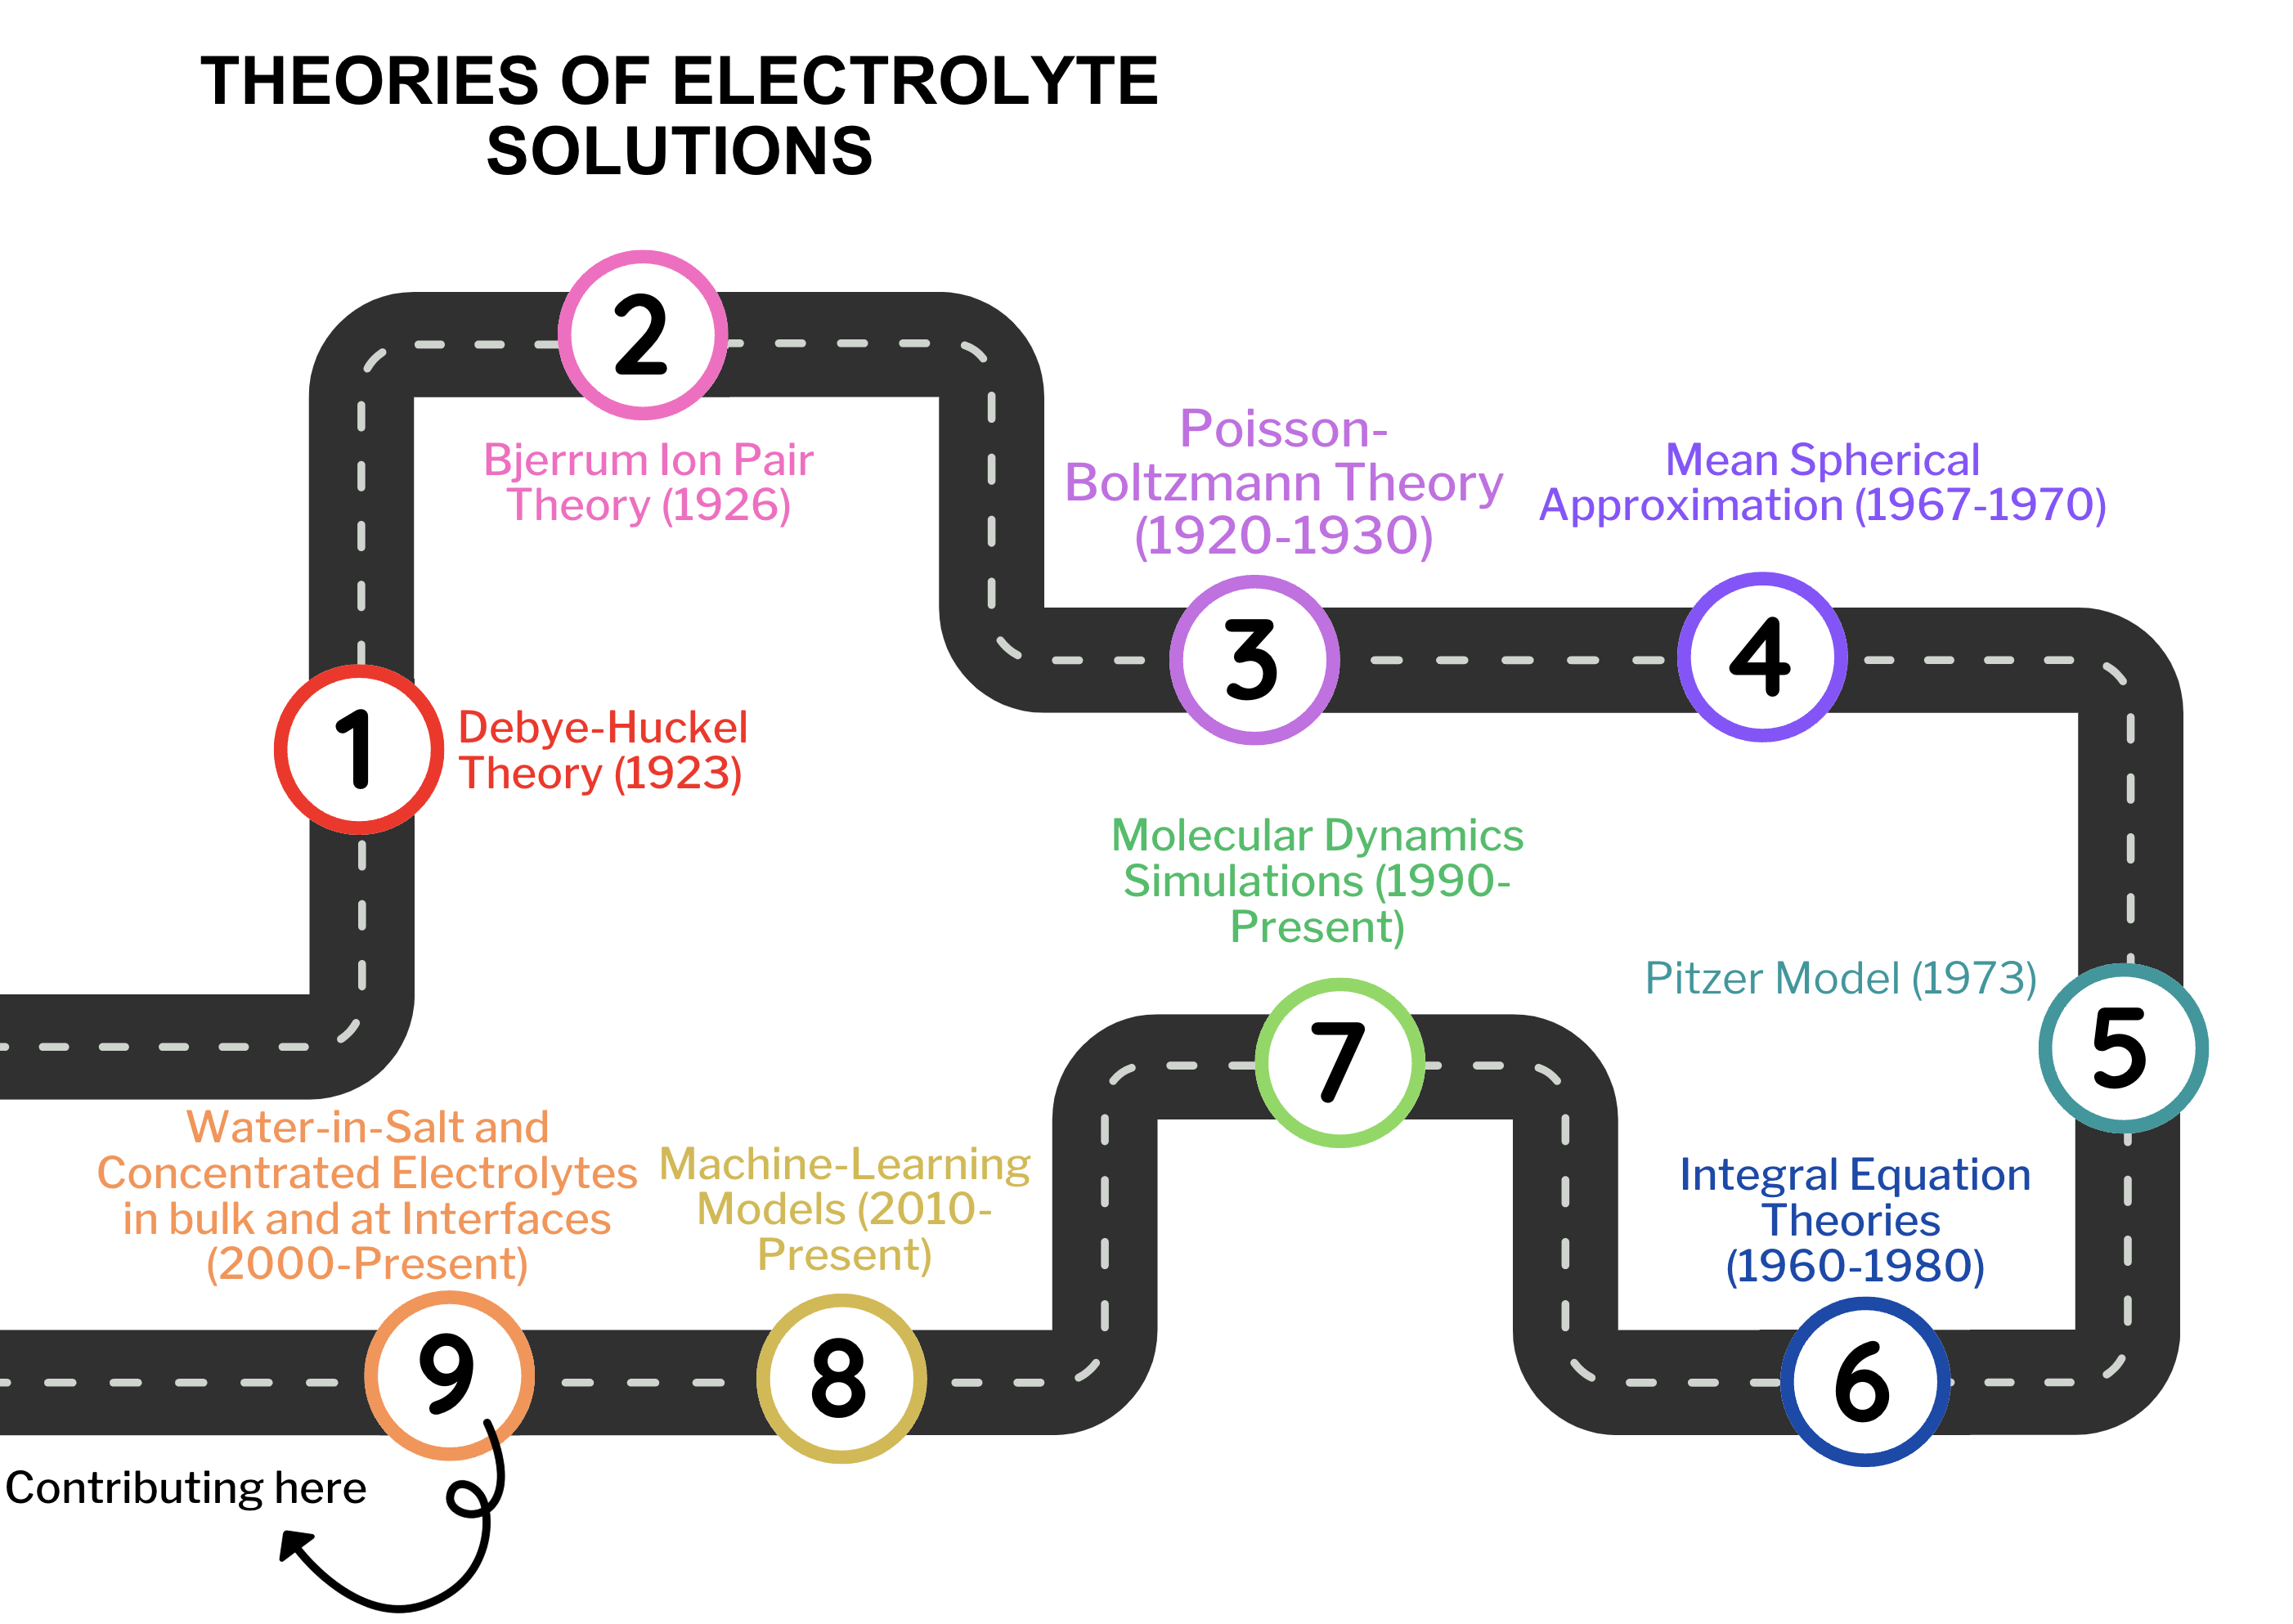 THEORIES OF ELECTROLYTE
SOLUTIONS
1
Debye-Huckel
Theory (1923)
2
Bjerrum Ion Pair
Theory (1926)
Poisson-
Boltzmann Theory
(1920-1930)
3
Mean Spherical
Approximation (1967-1970)
4
Pitzer Model (1973)
5
Integral Equation
Theories
(1960-1980)
6
Molecular Dynamics
Simulations (1990-
Present)
7
Machine-Learning
Models (2010-
Present)
8
Water-in-Salt and
Concentrated Electrolytes
in bulk and at Interfaces
(2000-Present)
9
Contributing here